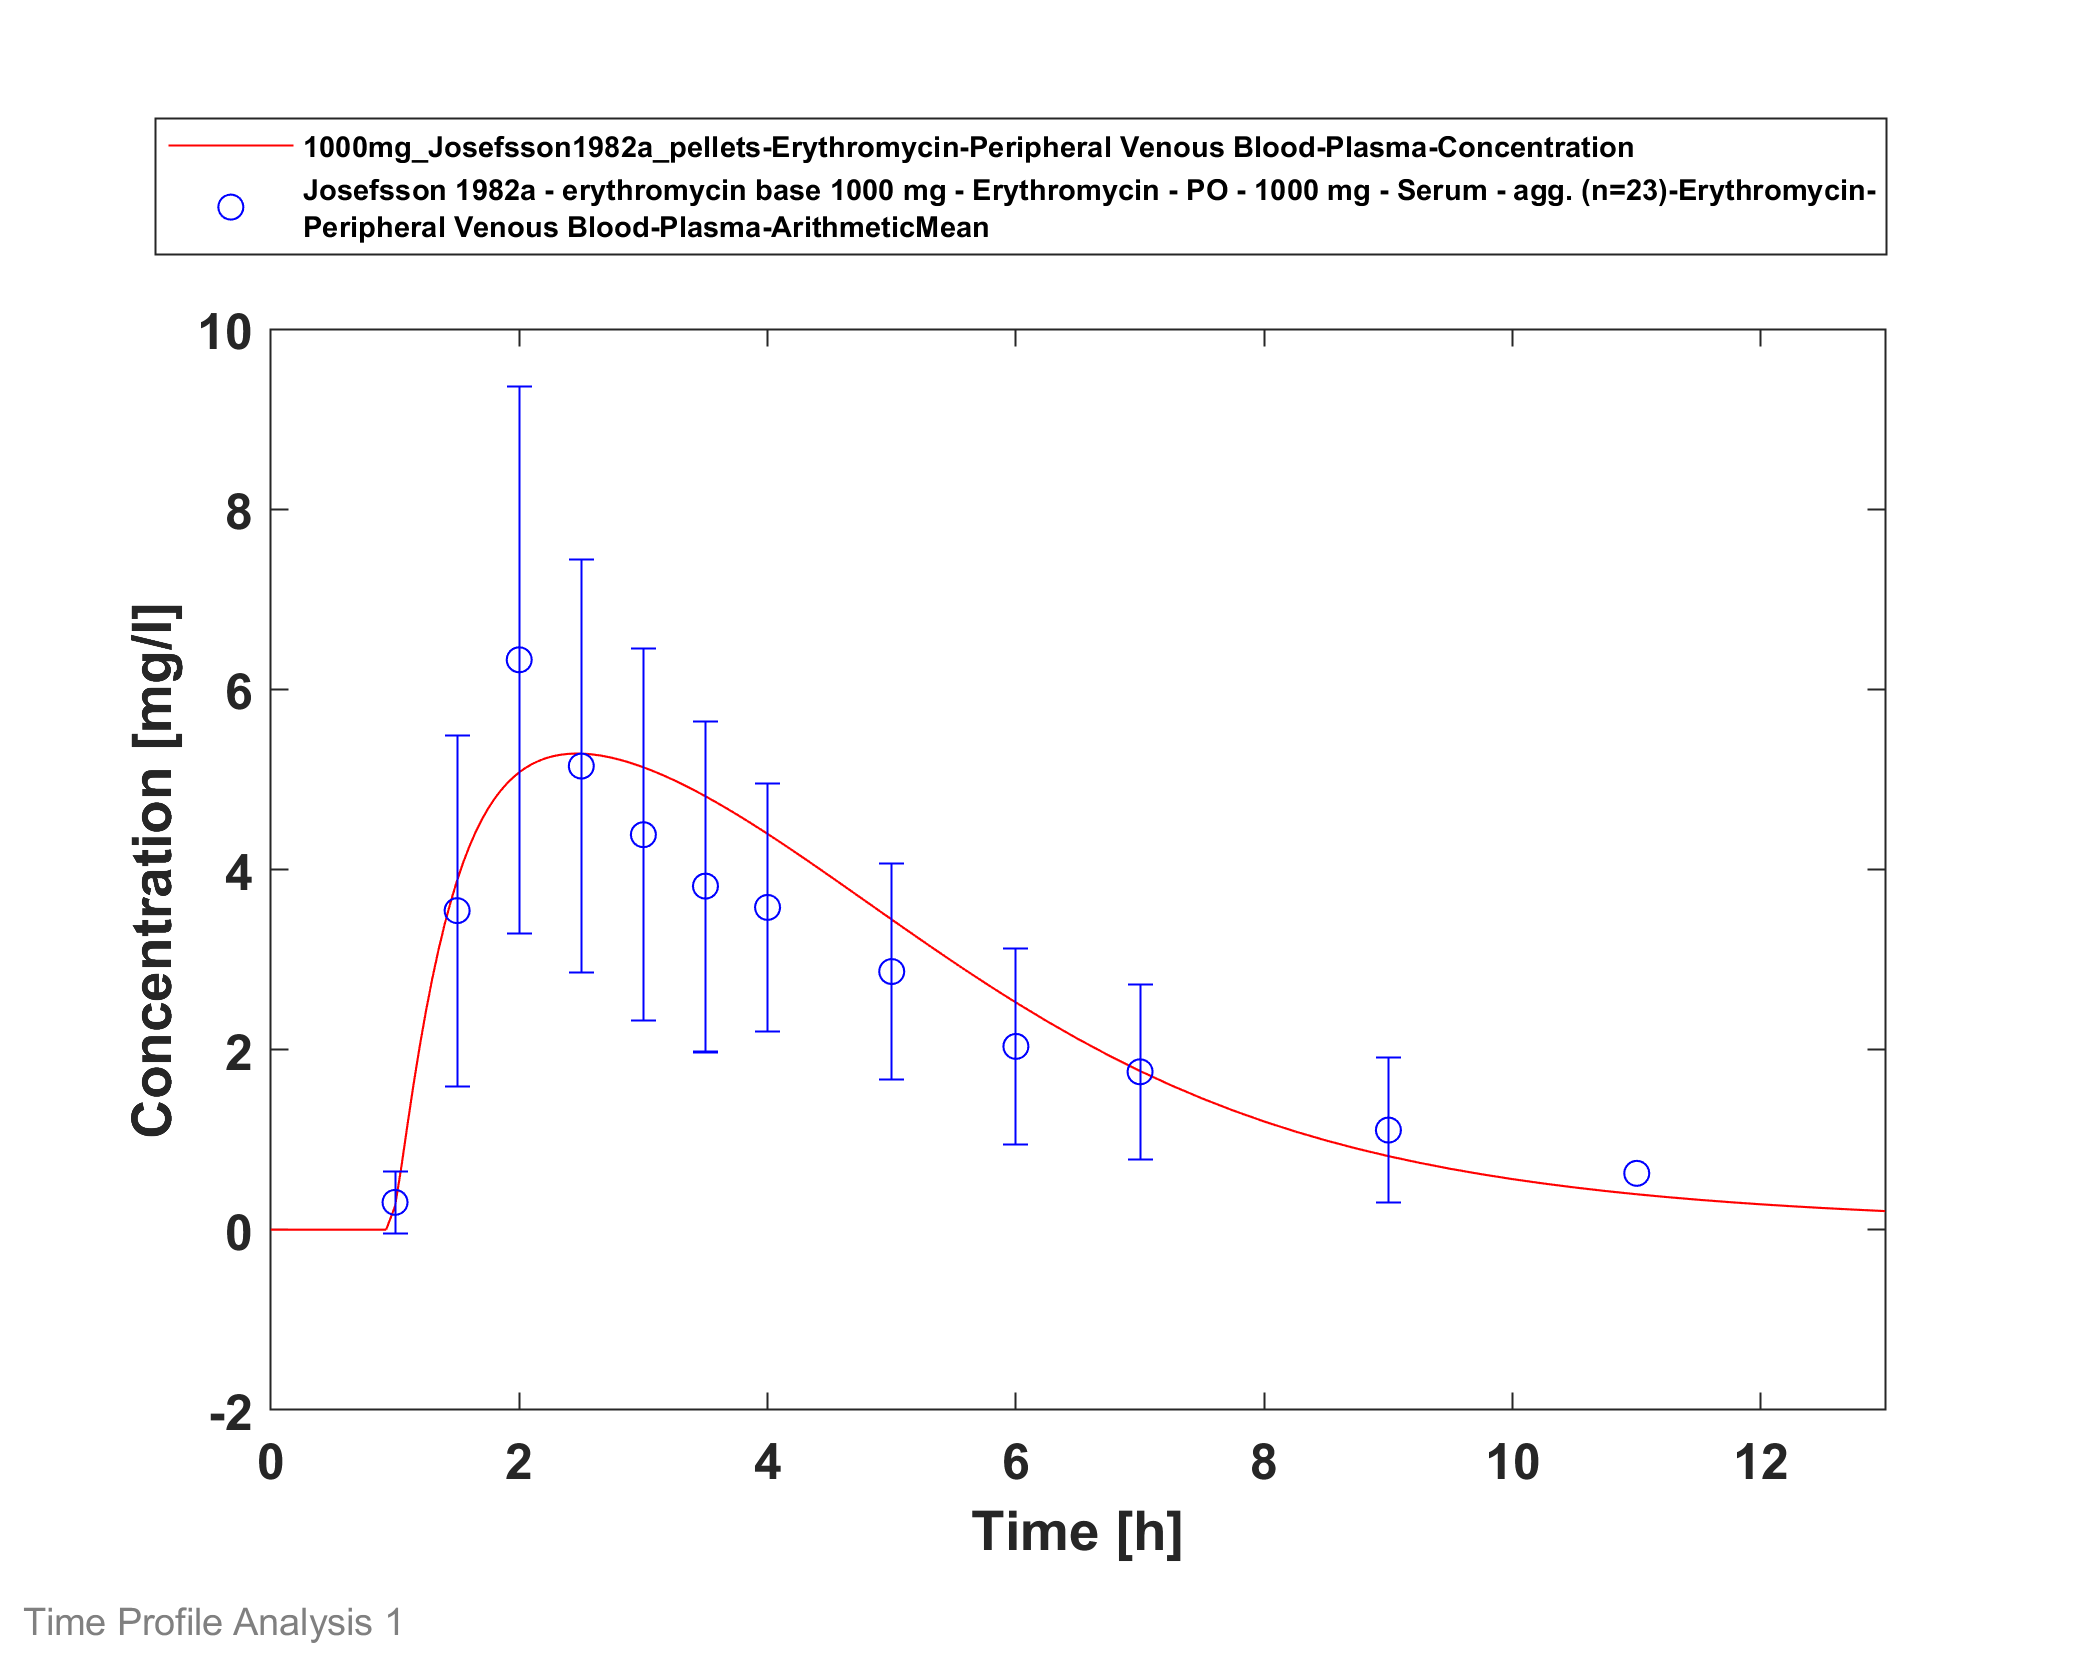 1000mg_Josefsson1982a_pellets-Erythromycin-Peripheral Venous Blood-Plasma-Concentration
Josefsson 1982a - erythromycin base 1000 mg - Erythromycin - PO - 1000 mg - Serum - agg. (n=23)-Erythromycin-
Peripheral Venous Blood-Plasma-ArithmeticMean
10
8
6
4
2
0
-2
Concentration [mg/l]
0 2 4 6 8 10 12
Time [h]
Time Profile Analysis 1